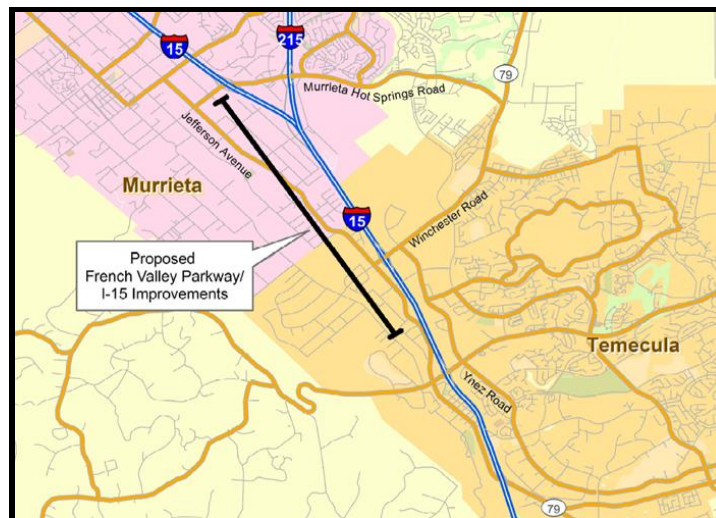 15
215
79
Murrieta Hot Springs Road
Jefferson Avenue
Murrieta
15
Winchester Road
Proposed
French Valley Parkway/
I-15 Improvements
Temecula
Ynez Road
79